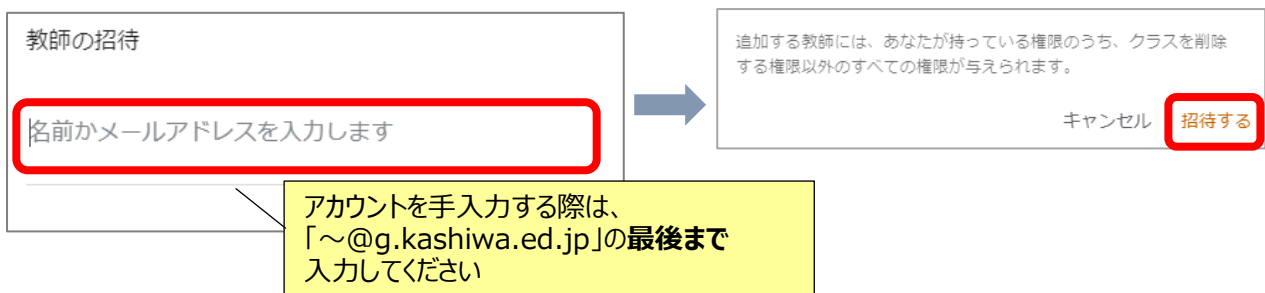 教師の招待
名前かメールアドレスを入力します
追加する教師には、あなたが持っている権限のうち、クラスを削除
する権限以外のすべての権限が与えられます。
キャンセル 招待する
アカウントを手入力する際は、
「～@g.kashiwa.ed.jp」の最後まで
入力してください